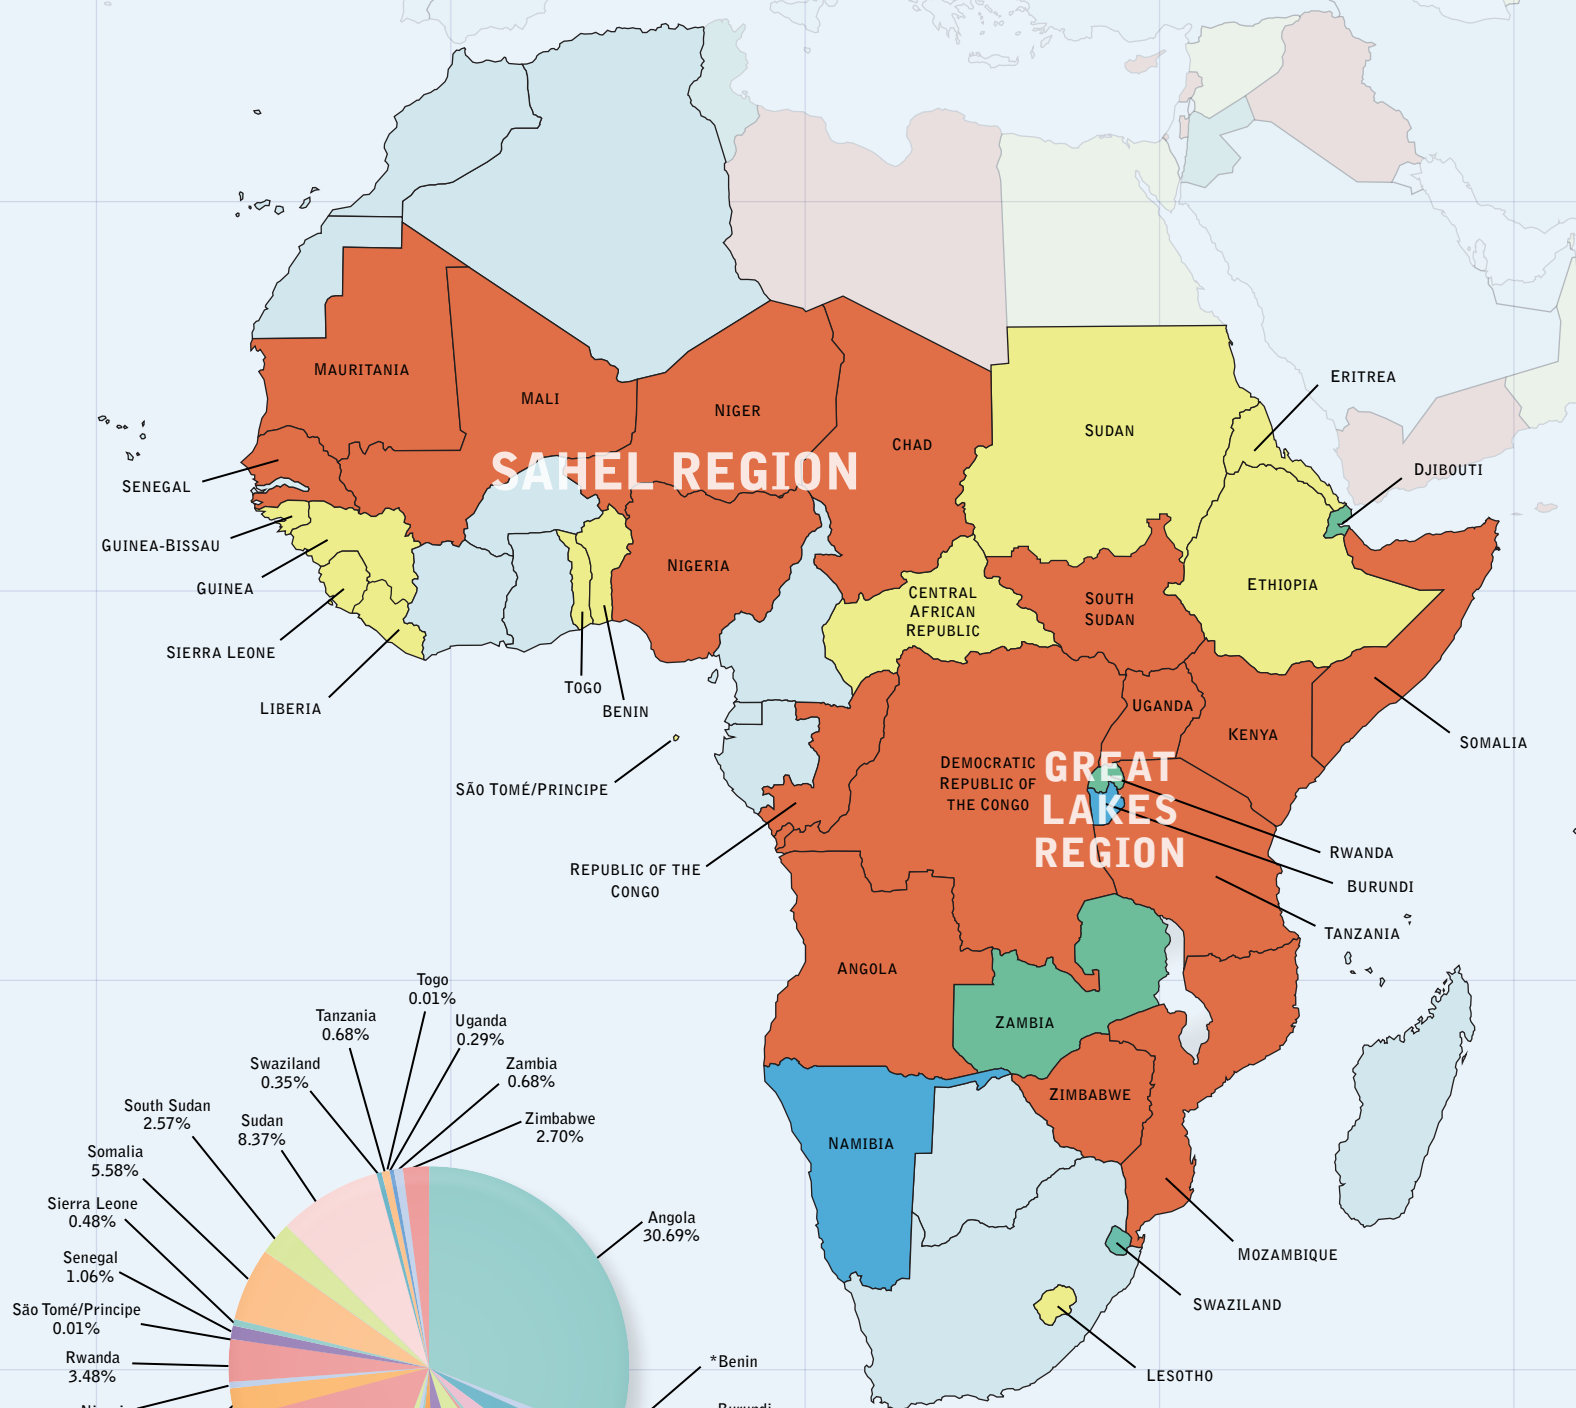 MAURITANIA
MALI
NIGER
CHAD
SUDAN
ERITREA
DJIBOUTI
SAHEL REGION
SENEGAL
GUINEA-BISSAU
GUINEA
SIERRA LEONE
LIBERIA
TOGO
BENIN
NIGERIA
CENTRAL
AFRICAN
REPUBLIC
SOUTH
SUDAN
ETHIOPIA
UGANDA
KENYA
SOMALIA
SÃO TOMÉ/PRINCIPE
DEMOCRATIC
REPUBLIC OF
THE CONGO
GREAT
LAKES
REGION
REPUBLIC OF THE
CONGO
RWANDA
BURUNDI
TANZANIA
ANGOLA
ZAMBIA
ZIMBABWE
NAMIBIA
MOZAMBIQUE
SWAZILAND
LESOTHO
Togo
0.01%
Tanzania
0.68%
Uganda
0.29%
Swaziland
0.35%
Zambia
0.68%
South Sudan
2.57%
Sudan
8.37%
Zimbabwe
2.70%
Somalia
5.58%
Sierra Leone
0.48%
Angola
30.69%
Senegal
1.06%
São Tomé/Principe
0.01%
Rwanda
3.48%
*Benin